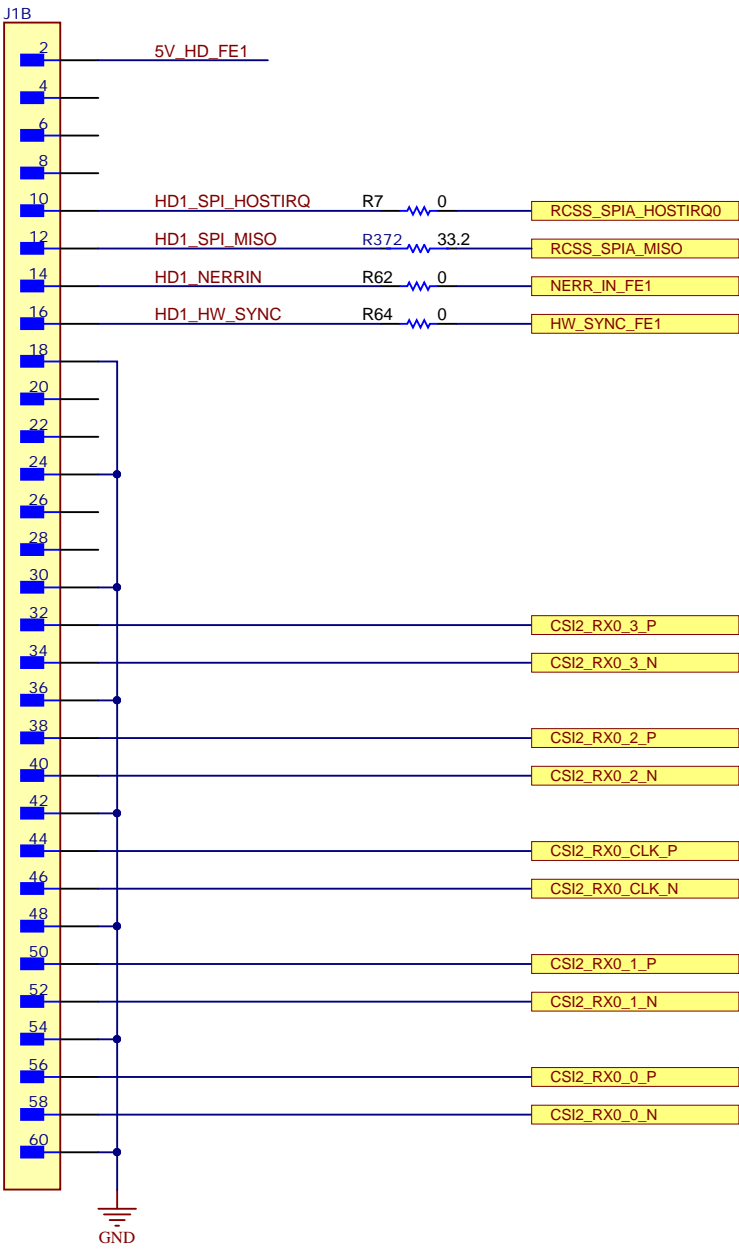 J1B
2 5V_HD_FE1
4
6
8
10 HD1_SPI_HOSTIRQ R7 0 RCSS_SPIA_HOSTIRQ0
12 HD1_SPI_MISO R372 33.2 RCSS_SPIA_MISO
14 HD1_NERRIN R62 0 NERR_IN_FE1
16 HD1_HW_SYNC R64 0 HW_SYNC_FE1
18
20
22
24
26
28
30
32 CSI2_RX0_3_P
34 CSI2_RX0_3_N
36
38 CSI2_RX0_2_P
40 CSI2_RX0_2_N
42
44 CSI2_RX0_CLK_P
46 CSI2_RX0_CLK_N
48
50 CSI2_RX0_1_P
52 CSI2_RX0_1_N
54
56 CSI2_RX0_0_P
58 CSI2_RX0_0_N
60
GND